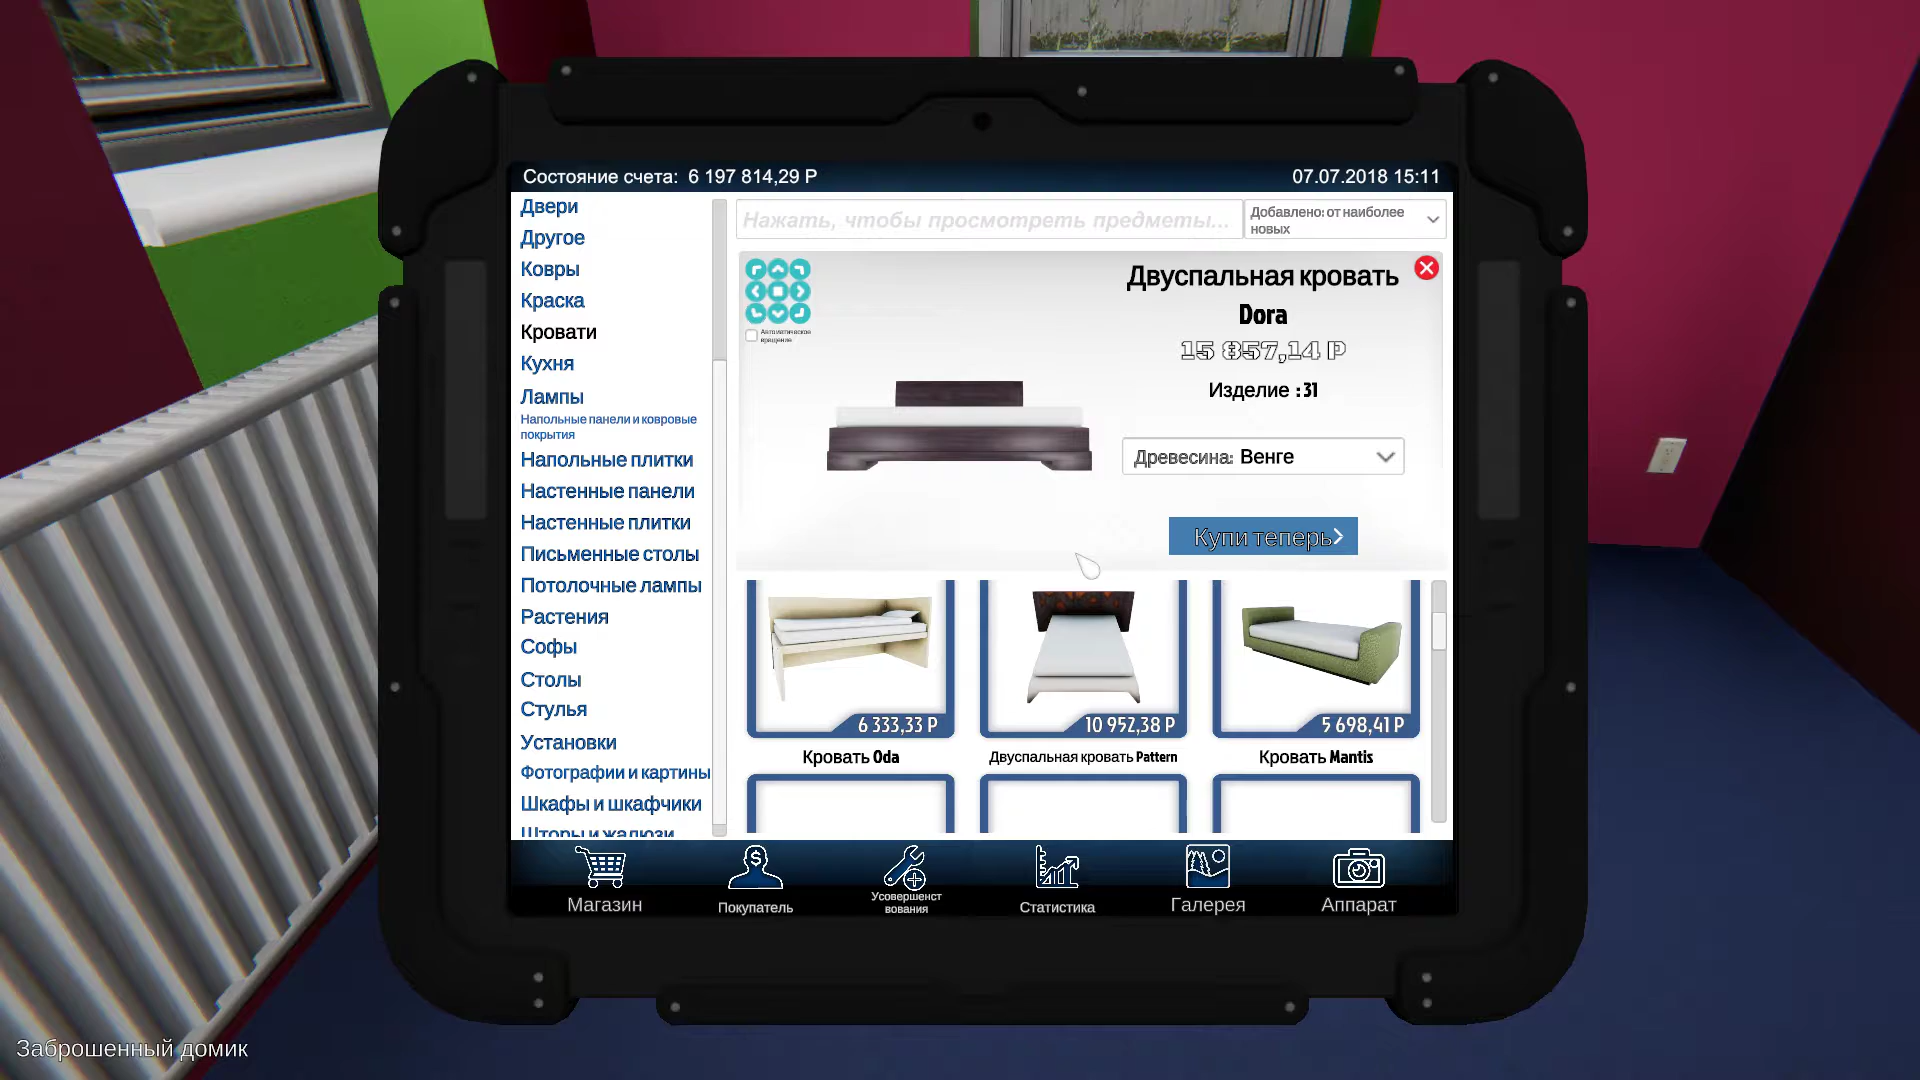 Состояние счета: 6 197 814,29 Р
07.07.2018 15:11
Двери
Другое
Ковры
Краска
Кровати
Кухня
Лампы
Напольные панели и ковровые
покрытия
Напольные плитки
Настенные панели
Настенные плитки
Письменные столы
Потолочные лампы
Растения
Софы
Столы
Стулья
Установки
Фотографии и картины
Шкафы и шкафчики
Шторы и жалюзи
Нажать, чтобы просмотреть предметы...
Добавлено: от наиболее
новых
Автоматическое
вращение
Двуспальная кровать
Dora
15 857,14 Р
Изделие : 31
Древесина: Венге
Купи теперь
6 333,33 Р
10 952,38 Р
5 698,41 Р
Кровать Oda
Двуспальная кровать Pattern
Кровать Mantis
Магазин
Покупатель
Усовершенст
вования
Статистика
Галерея
Аппарат
Заброшенный домик